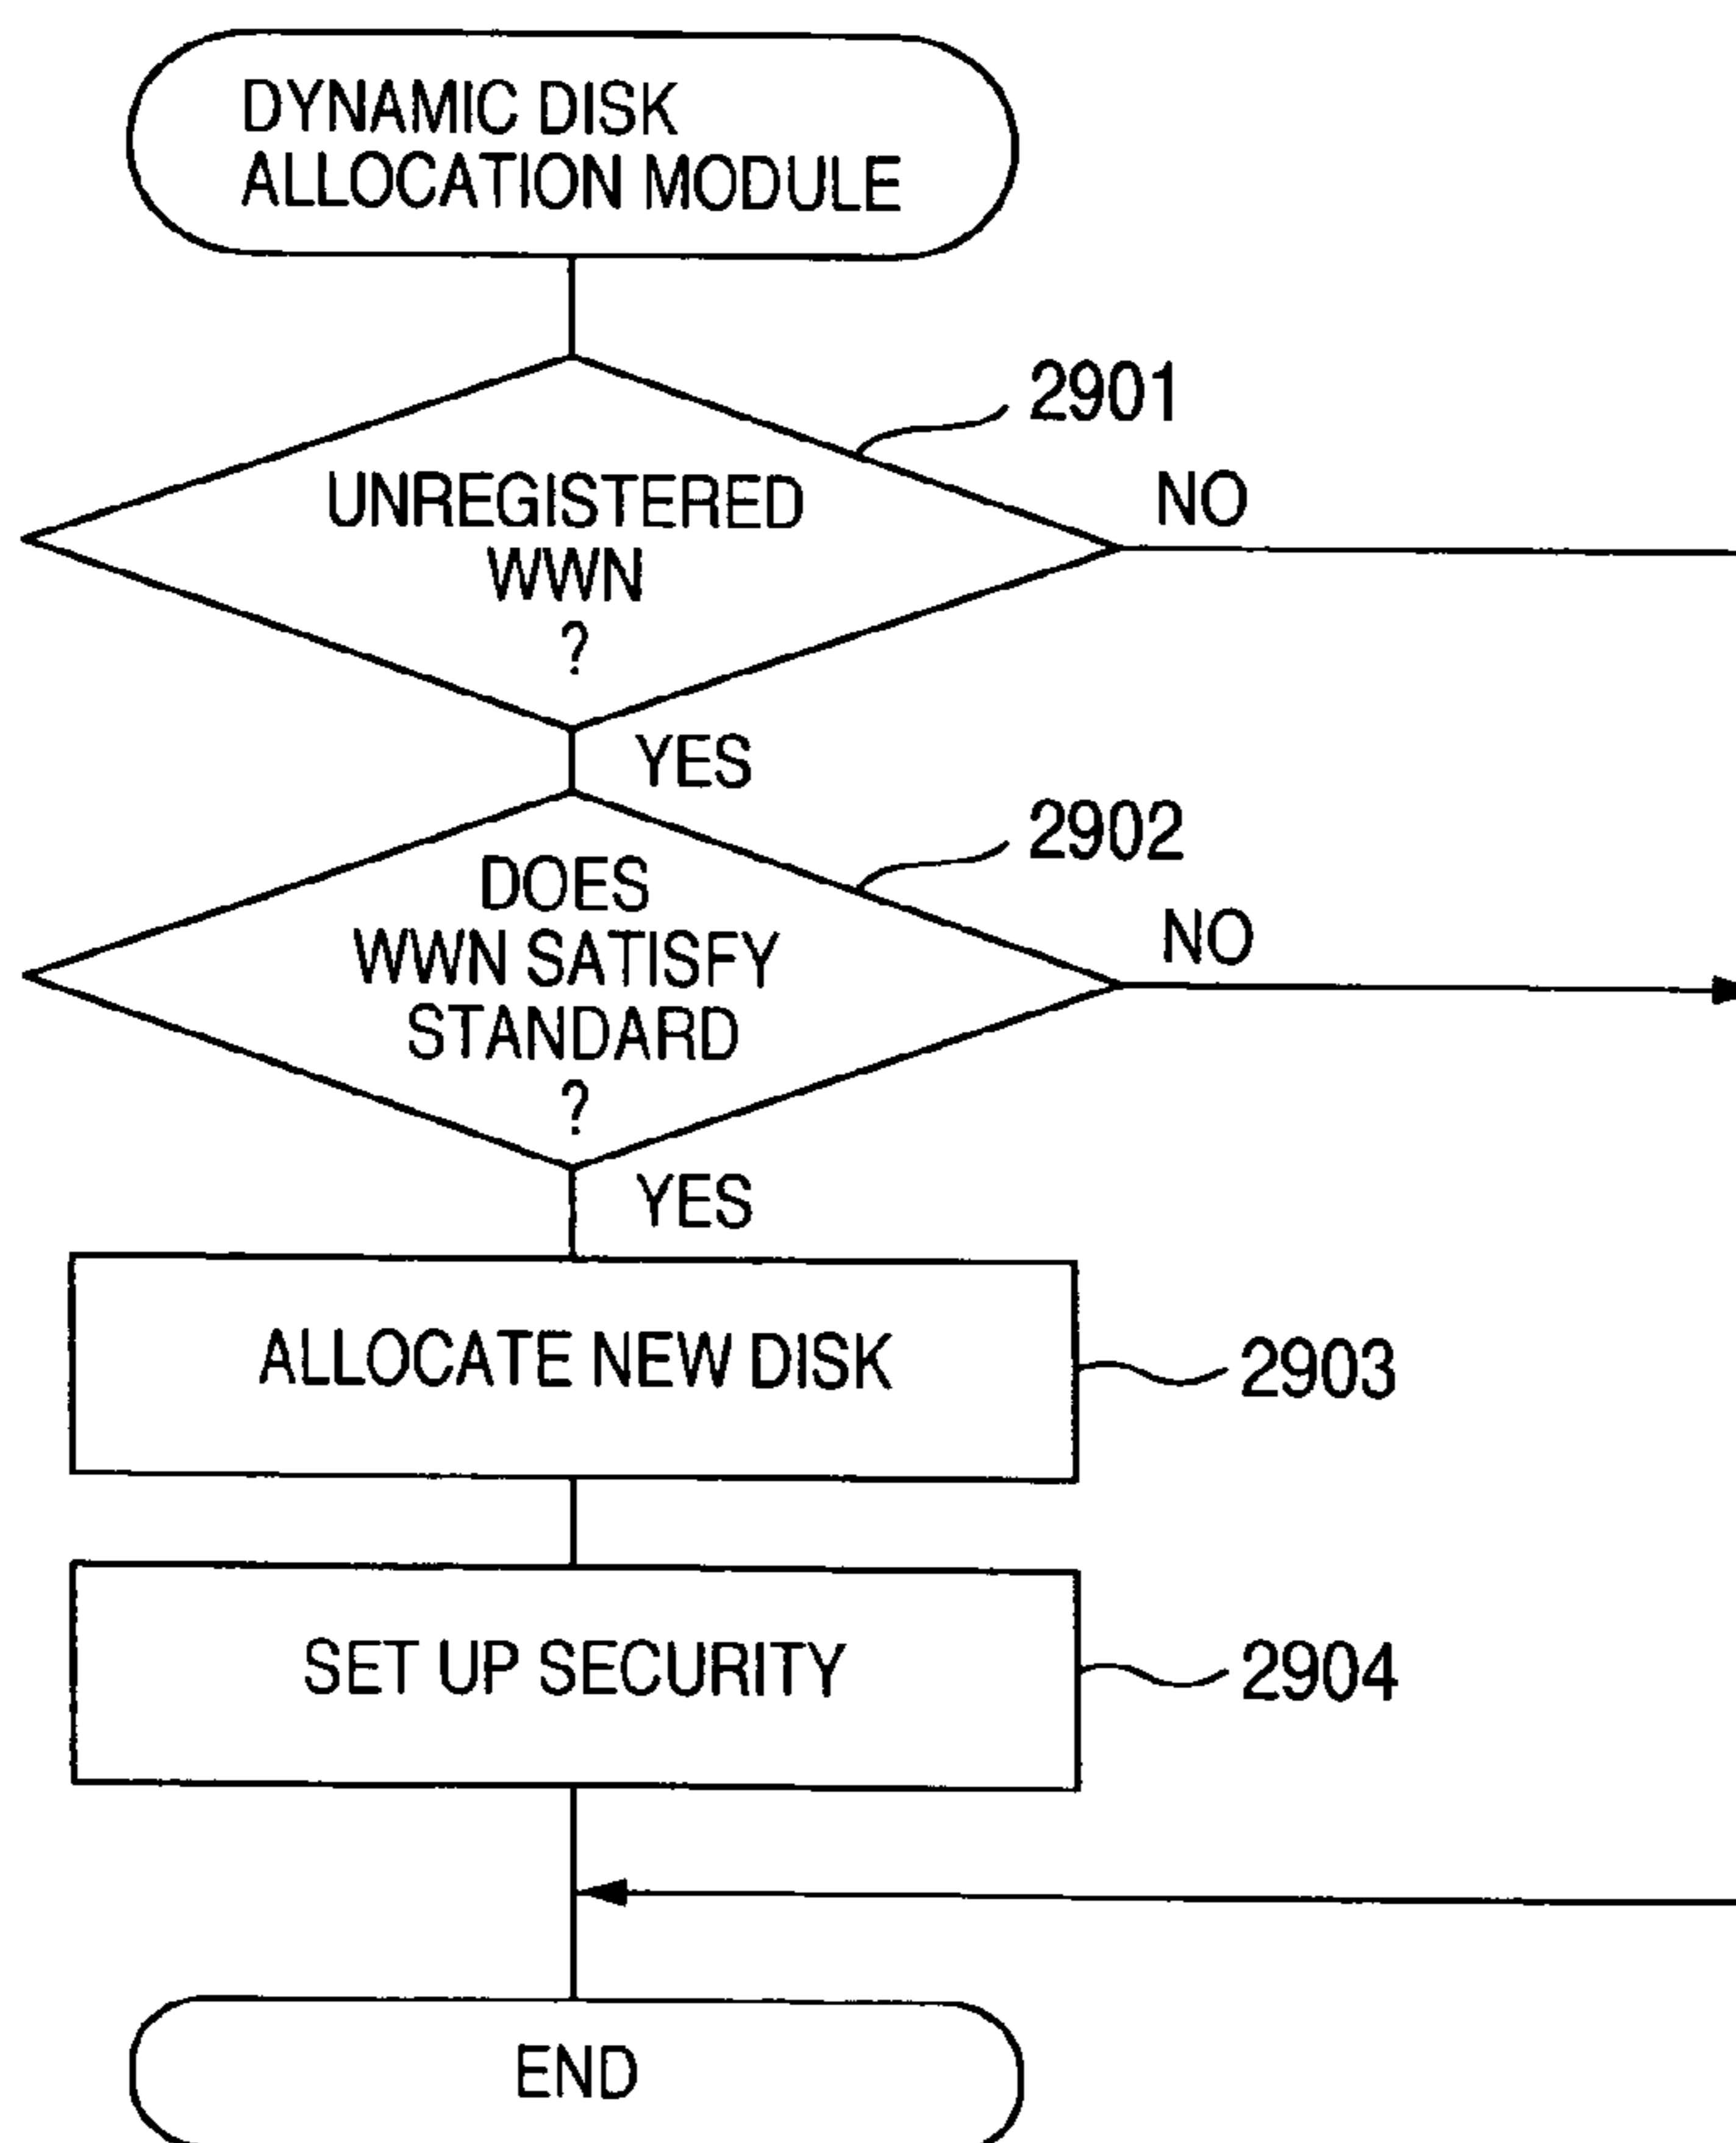 DYNAMIC DISK
ALLOCATION MODULE
2901
UNREGISTERED
WWN
?
NO
YES
2902
DOES
WWN SATISFY
STANDARD
?
NO
YES
ALLOCATE NEW DISK
2903
SET UP SECURITY
2904
END